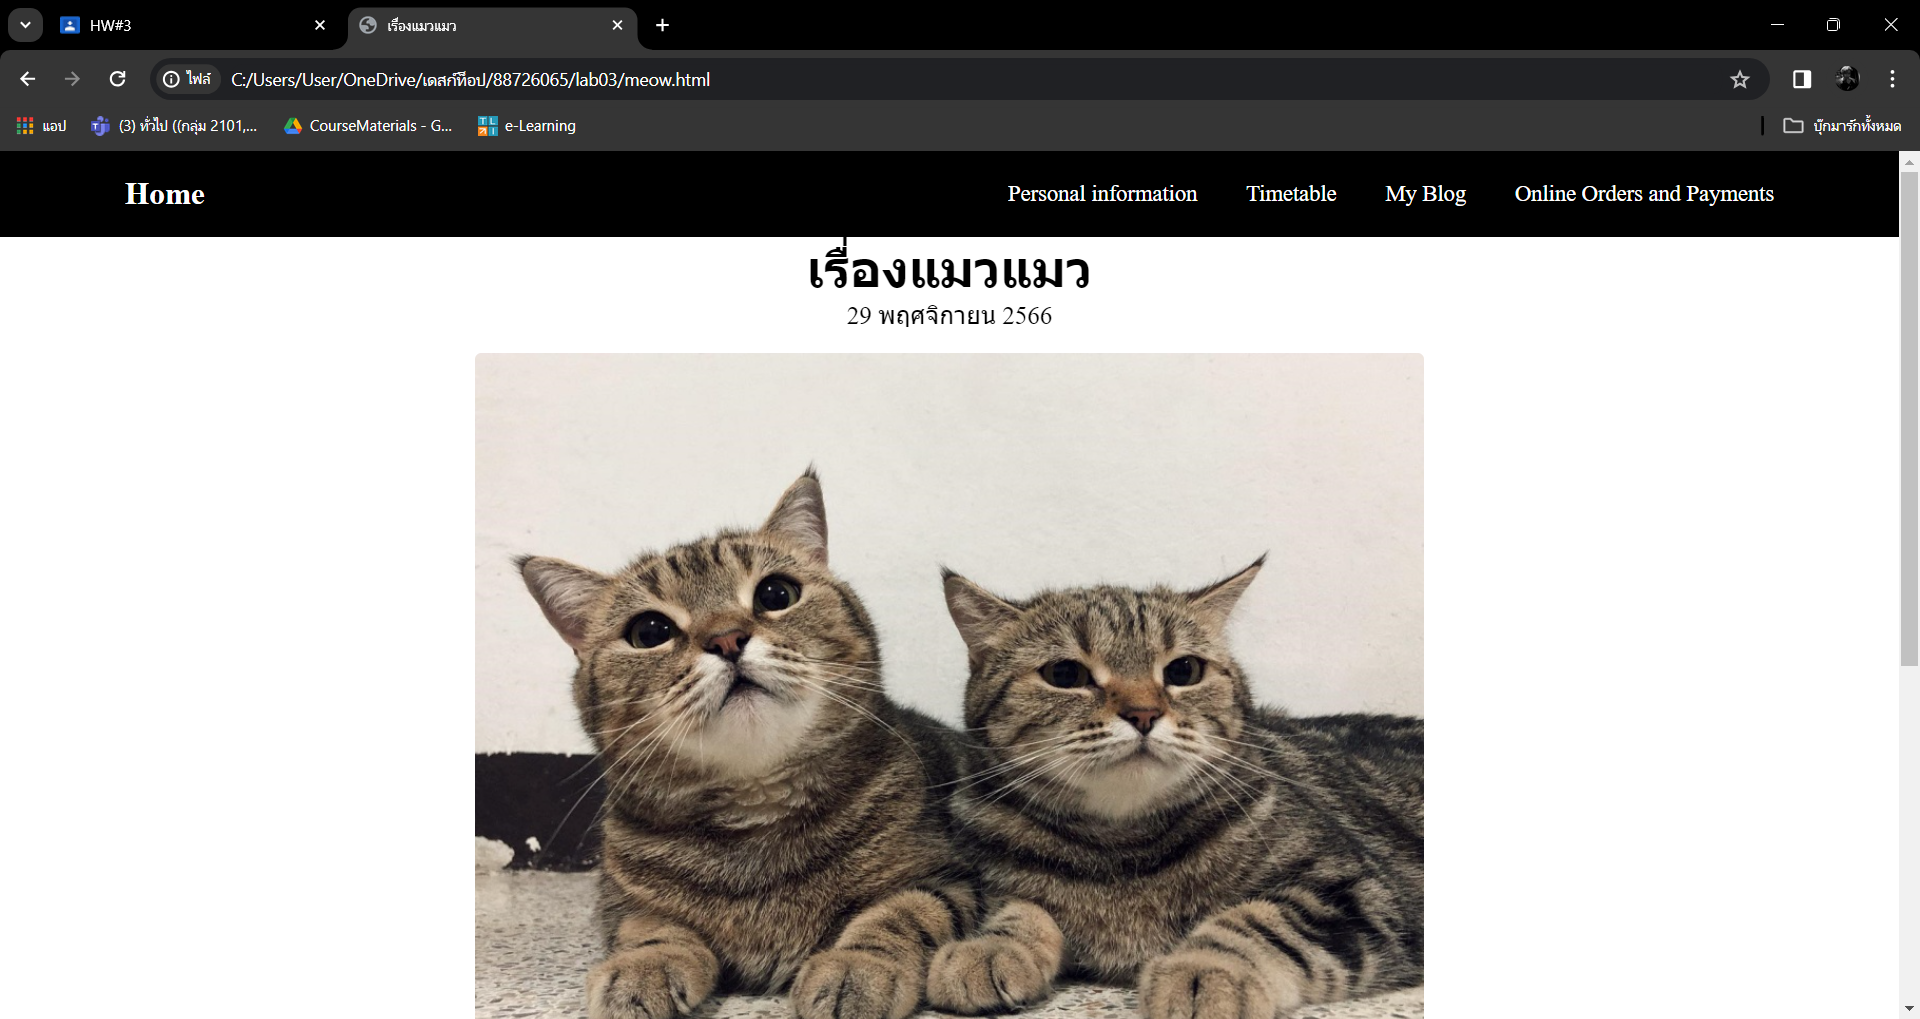 HW#3
เรื่องแมวแมว
ไฟล์ C:/Users/User/OneDrive/เดสก์ท็อป/88726065/lab03/meow.html
แอป (3) ทั่วไป ((กลุ่ม 2101,... CourseMaterials - G... e-Learning บุ๊กมาร์กทั้งหมด
Home Personal information Timetable My Blog Online Orders and Payments
เรื่องแมวแมว
29 พฤศจิกายน 2566